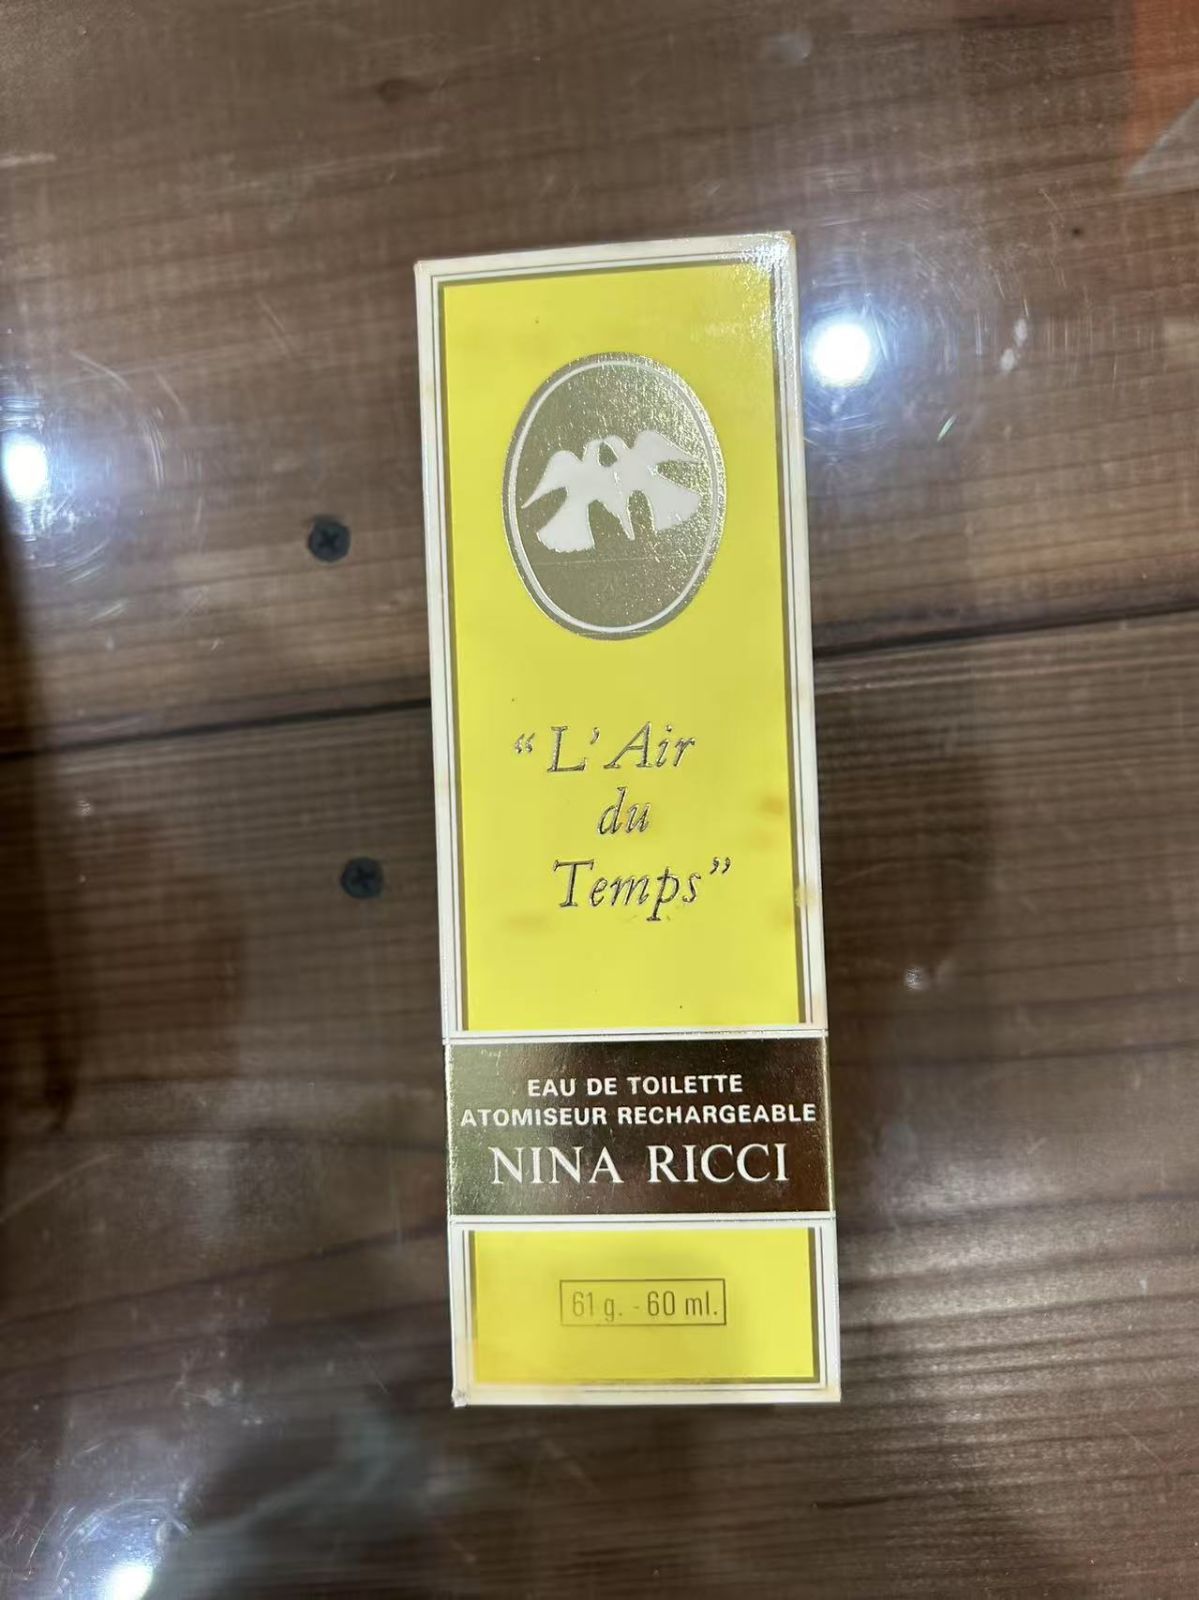 “L’Air
du
Temps”
EAU DE TOILETTE
ATOMISEUR RECHARGEABLE
NINA RICCI
61 g. - 60 ml.